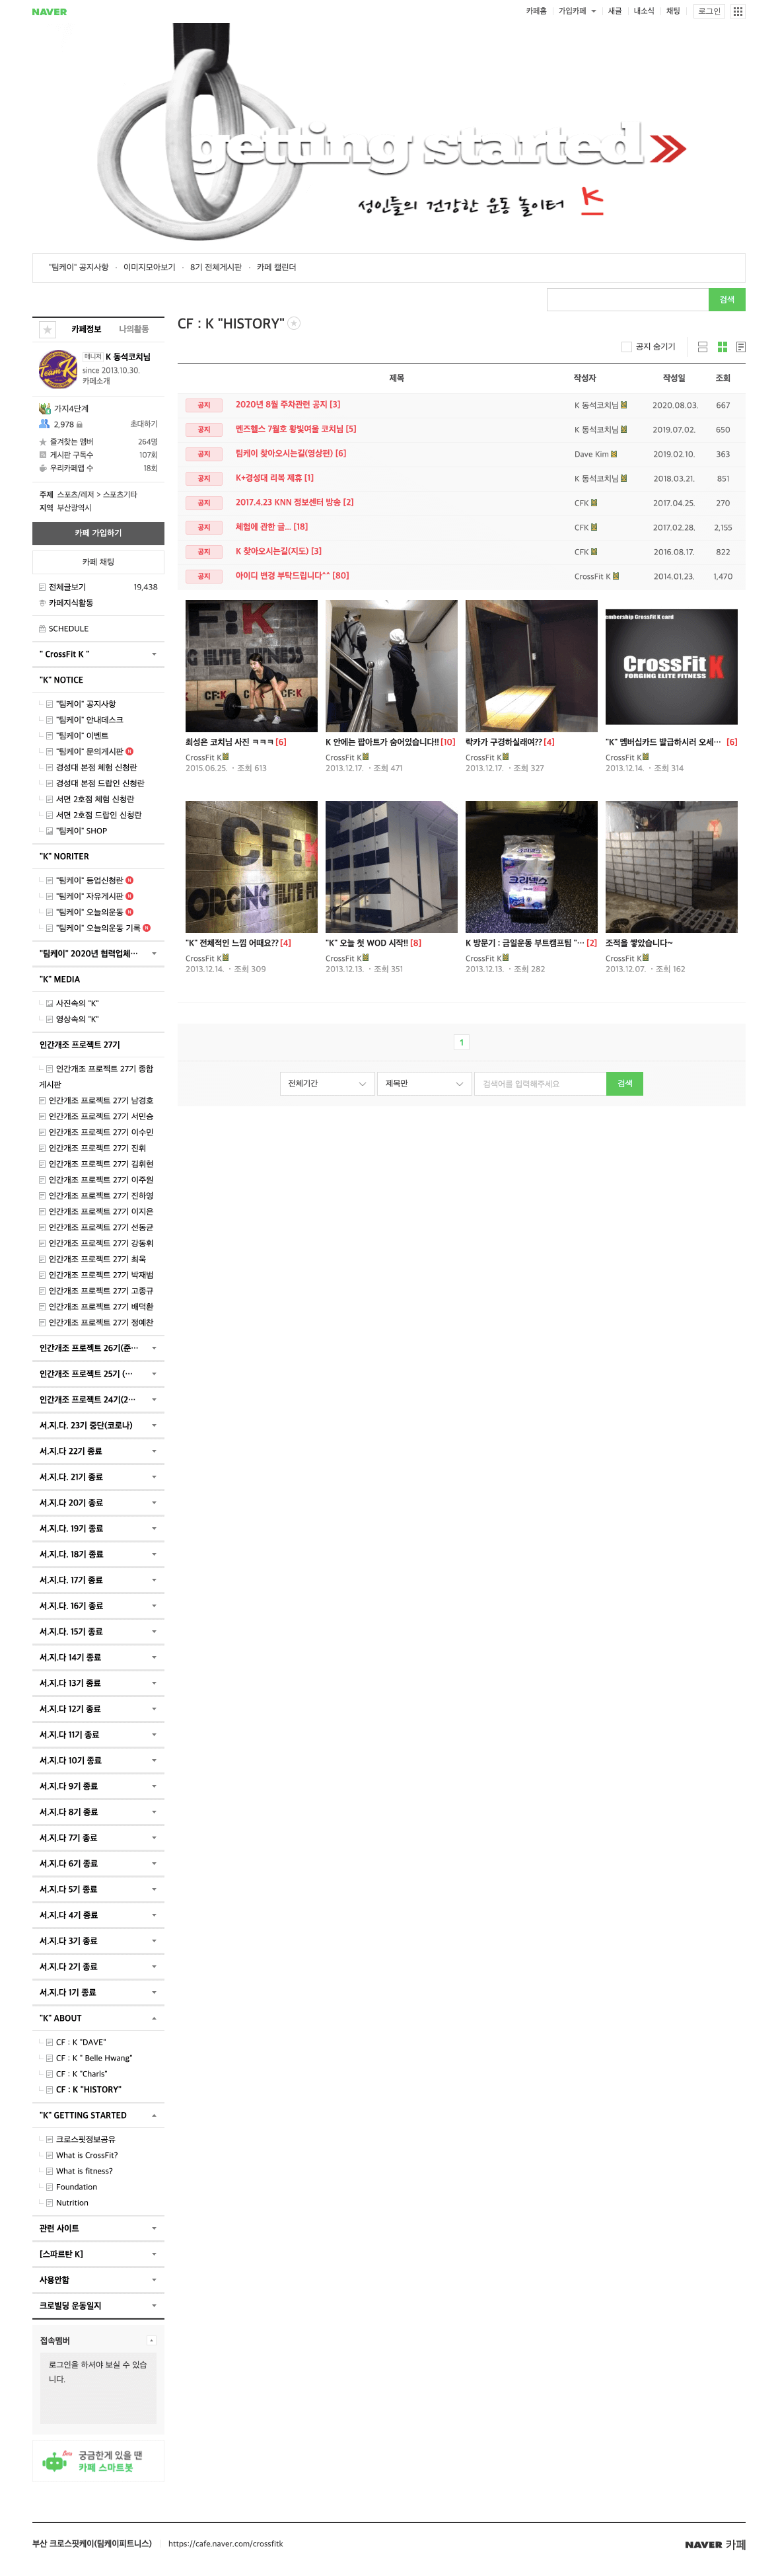 NAVER
카페홈 가입카페 새글 내소식 채팅 로그인
getting started
성인들의 건강한 운동 놀이터 K
"팀케이" 공지사항 · 이미지모아보기 · 8기 전체게시판 · 카페 캘린더
검색
카페정보 나의활동
매니저 K 동석코치님
since 2013.10.30.
카페소개
가지4단계
2,978 초대하기
즐겨찾는 멤버 264명
게시판 구독수 107회
우리카페앱 수 18회
주제 스포츠/레저 > 스포츠기타
지역 부산광역시
카페 가입하기
카페 채팅
전체글보기 19,438
카페지식활동
SCHEDULE
" CrossFit K "
"K" NOTICE
"팀케이" 공지사항
"팀케이" 안내데스크
"팀케이" 이벤트
"팀케이" 문의게시판 N
경성대 본점 체험 신청란
경성대 본점 드랍인 신청란
서면 2호점 체험 신청란
서면 2호점 드랍인 신청란
"팀케이" SHOP
"K" NORITER
"팀케이" 등업신청란 N
"팀케이" 자유게시판 N
"팀케이" 오늘의운동 N
"팀케이" 오늘의운동 기록 N
"팀케이" 2020년 협력업체…
"K" MEDIA
사진속의 "K"
영상속의 "K"
인간개조 프로젝트 27기
인간개조 프로젝트 27기 종합
게시판
인간개조 프로젝트 27기 남경호
인간개조 프로젝트 27기 서민승
인간개조 프로젝트 27기 이수민
인간개조 프로젝트 27기 진휘
인간개조 프로젝트 27기 김휘현
인간개조 프로젝트 27기 이주원
인간개조 프로젝트 27기 진하영
인간개조 프로젝트 27기 이지은
인간개조 프로젝트 27기 선동균
인간개조 프로젝트 27기 강동휘
인간개조 프로젝트 27기 최욱
인간개조 프로젝트 27기 박재범
인간개조 프로젝트 27기 고종규
인간개조 프로젝트 27기 배덕환
인간개조 프로젝트 27기 정예찬
인간개조 프로젝트 26기(준…
인간개조 프로젝트 25기 (…
인간개조 프로젝트 24기(2…
서.지.다. 23기 중단(코로나)
서.지.다 22기 종료
서.지.다. 21기 종료
서.지.다 20기 종료
서.지.다. 19기 종료
서.지.다. 18기 종료
서.지.다. 17기 종료
서.지.다. 16기 종료
서.지.다. 15기 종료
서.지.다 14기 종료
서.지.다 13기 종료
서.지.다 12기 종료
서.지.다 11기 종료
서.지.다 10기 종료
서.지.다 9기 종료
서.지.다 8기 종료
서.지.다 7기 종료
서.지.다 6기 종료
서.지.다 5기 종료
서.지.다 4기 종료
서.지.다 3기 종료
서.지.다 2기 종료
서.지.다 1기 종료
"K" ABOUT
CF : K "DAVE"
CF : K " Belle Hwang"
CF : K "Charls"
CF : K "HISTORY"
"K" GETTING STARTED
크로스핏정보공유
What is CrossFit?
What is fitness?
Foundation
Nutrition
관련 사이트
[스파르탄 K]
사용안함
크로빌딩 운동일지
접속멤버
로그인을 하셔야 보실 수 있습
니다.
궁금한게 있을 땐
카페 스마트봇
CF : K "HISTORY"
공지 숨기기
제목 작성자 작성일 조회
공지 2020년 8월 주차관련 공지 [3] K 동석코치님 2020.08.03. 667
공지 멘즈헬스 7월호 황빛여울 코치님 [5] K 동석코치님 2019.07.02. 650
공지 팀케이 찾아오시는길(영상편) [6] Dave Kim 2019.02.10. 363
공지 K+경성대 리복 제휴 [1] K 동석코치님 2018.03.21. 851
공지 2017.4.23 KNN 정보센터 방송 [2] CFK 2017.04.25. 270
공지 체험에 관한 글... [18] CFK 2017.02.28. 2,155
공지 K 찾아오시는길(지도) [3] CFK 2016.08.17. 822
공지 아이디 변경 부탁드립니다^^ [80] CrossFit K 2014.01.23. 1,470
CF:K
ING ELITE FITNESS
CF:K
embership CrossFit K card
CrossFit K
FORGING ELITE FITNESS
최성은 코치님 사진 ㅋㅋㅋ [6]
CrossFit K
2015.06.25. · 조회 613
K 안에는 팝아트가 숨어있습니다!! [10]
CrossFit K
2013.12.17. · 조회 471
락카가 구경하실래여?? [4]
CrossFit K
2013.12.17. · 조회 327
"K" 멤버십카드 발급하시러 오세… [6]
CrossFit K
2013.12.14. · 조회 314
CF:K
ORGING ELITE FIT
크리넥스
"K" 전체적인 느낌 어때요?? [4]
CrossFit K
2013.12.14. · 조회 309
"K" 오늘 첫 WOD 시작!! [8]
CrossFit K
2013.12.13. · 조회 351
K 방문기 : 금일운동 부트캠프팀 "… [2]
CrossFit K
2013.12.13. · 조회 282
조적을 쌓았습니다~
CrossFit K
2013.12.07. · 조회 162
1
전체기간 제목만 검색어를 입력해주세요 검색
부산 크로스핏케이(팀케이피트니스) https://cafe.naver.com/crossfitk
NAVER 카페